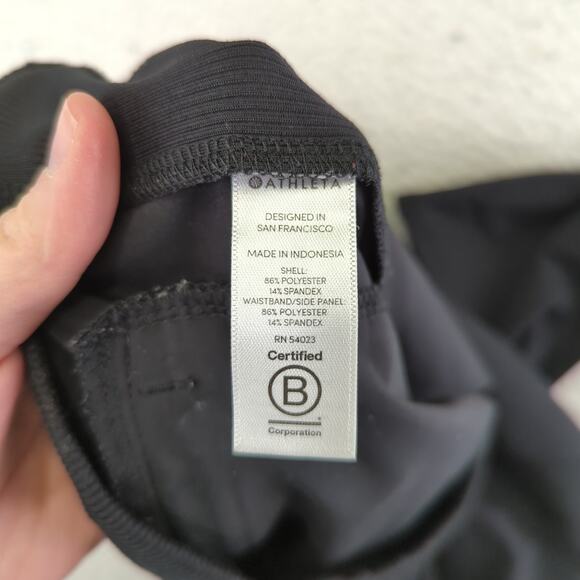 ATHLETA
DESIGNED IN
SAN FRANCISCO
MADE IN INDONESIA
SHELL:
86% POLYESTER
14% SPANDEX
WAISTBAND/SIDE PANEL:
86% POLYESTER
14% SPANDEX
RN 54023
Certified
B
Corporation